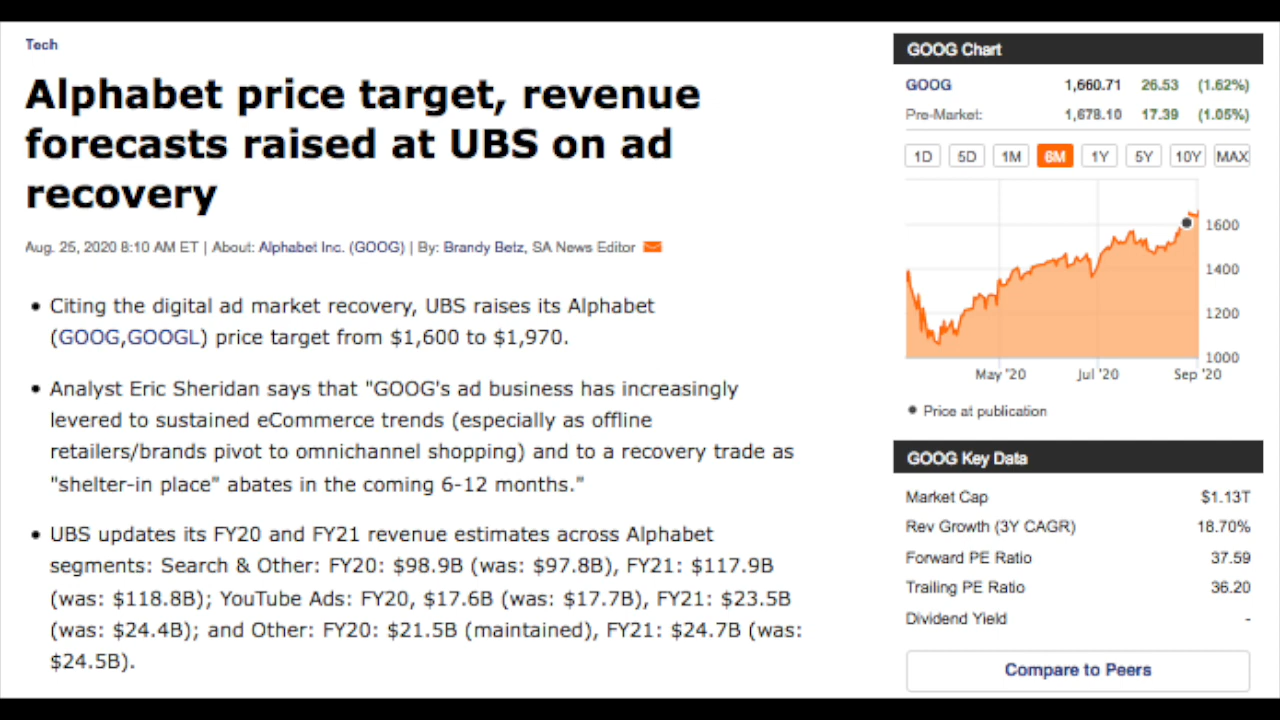 Tech
Alphabet price target, revenue
forecasts raised at UBS on ad
recovery
Aug. 25, 2020 8:10 AM ET | About: Alphabet Inc. (GOOG) | By: Brandy Betz, SA News Editor
• Citing the digital ad market recovery, UBS raises its Alphabet
(GOOG,GOOGL) price target from $1,600 to $1,970.
• Analyst Eric Sheridan says that "GOOG's ad business has increasingly
levered to sustained eCommerce trends (especially as offline
retailers/brands pivot to omnichannel shopping) and to a recovery trade as
"shelter-in place” abates in the coming 6-12 months.”
• UBS updates its FY20 and FY21 revenue estimates across Alphabet
segments: Search & Other: FY20: $98.9B (was: $97.8B), FY21: $117.9B
(was: $118.8B); YouTube Ads: FY20, $17.6B (was: $17.7B), FY21: $23.5B
(was: $24.4B); and Other: FY20: $21.5B (maintained), FY21: $24.7B (was:
$24.5B).
GOOG Chart
GOOG 1,660.71 26.53 (1.62%)
Pre-Market: 1,678.10 17.39 (1.05%)
1D 5D 1M 6M 1Y 5Y 10Y MAX
1600
1400
1200
1000
May '20 Jul '20 Sep '20
Price at publication
GOOG Key Data
Market Cap $1.13T
Rev Growth (3Y CAGR) 18.70%
Forward PE Ratio 37.59
Trailing PE Ratio 36.20
Dividend Yield -
Compare to Peers